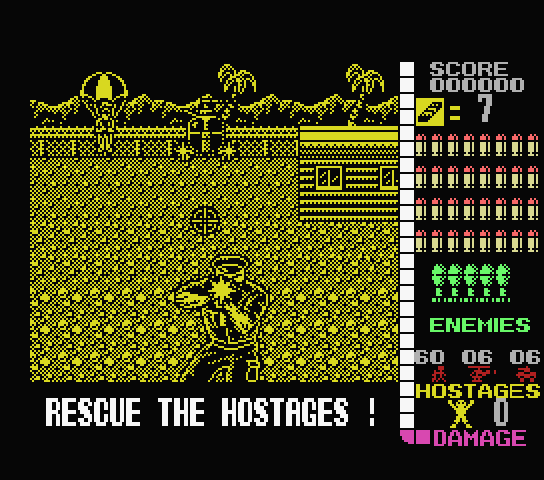 SCORE
000000
= 7
ENEMIES
60 06 06
HOSTAGES
0
DAMAGE
RESCUE THE HOSTAGES !